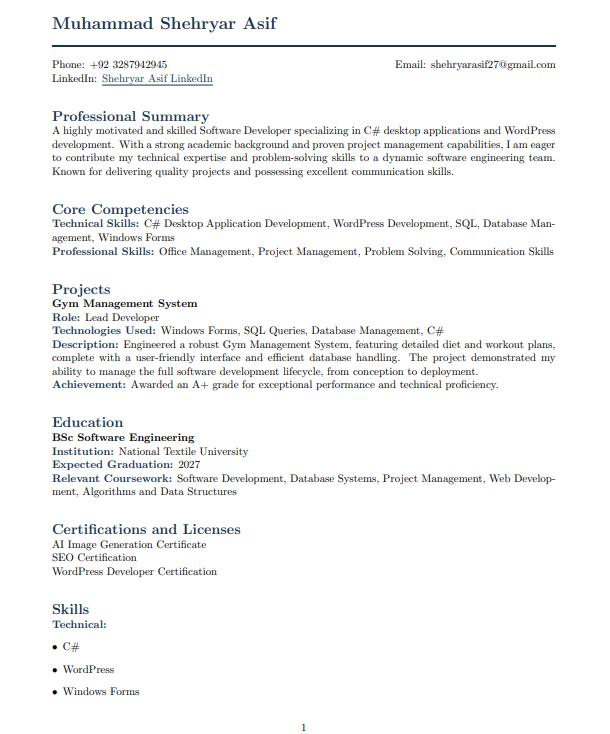 Muhammad Shehryar Asif
Phone: +92 3287942945 Email: shehryarasif27@gmail.com
LinkedIn: Shehryar Asif LinkedIn
Professional Summary
A highly motivated and skilled Software Developer specializing in C# desktop applications and WordPress
development. With a strong academic background and proven project management capabilities, I am eager
to contribute my technical expertise and problem-solving skills to a dynamic software engineering team.
Known for delivering quality projects and possessing excellent communication skills.
Core Competencies
Technical Skills: C# Desktop Application Development, WordPress Development, SQL, Database Man-
agement, Windows Forms
Professional Skills: Office Management, Project Management, Problem Solving, Communication Skills
Projects
Gym Management System
Role: Lead Developer
Technologies Used: Windows Forms, SQL Queries, Database Management, C#
Description: Engineered a robust Gym Management System, featuring detailed diet and workout plans,
complete with a user-friendly interface and efficient database handling. The project demonstrated my
ability to manage the full software development lifecycle, from conception to deployment.
Achievement: Awarded an A+ grade for exceptional performance and technical proficiency.
Education
BSc Software Engineering
Institution: National Textile University
Expected Graduation: 2027
Relevant Coursework: Software Development, Database Systems, Project Management, Web Develop-
ment, Algorithms and Data Structures
Certifications and Licenses
AI Image Generation Certificate
SEO Certification
WordPress Developer Certification
Skills
Technical:
• C#
• WordPress
• Windows Forms
1